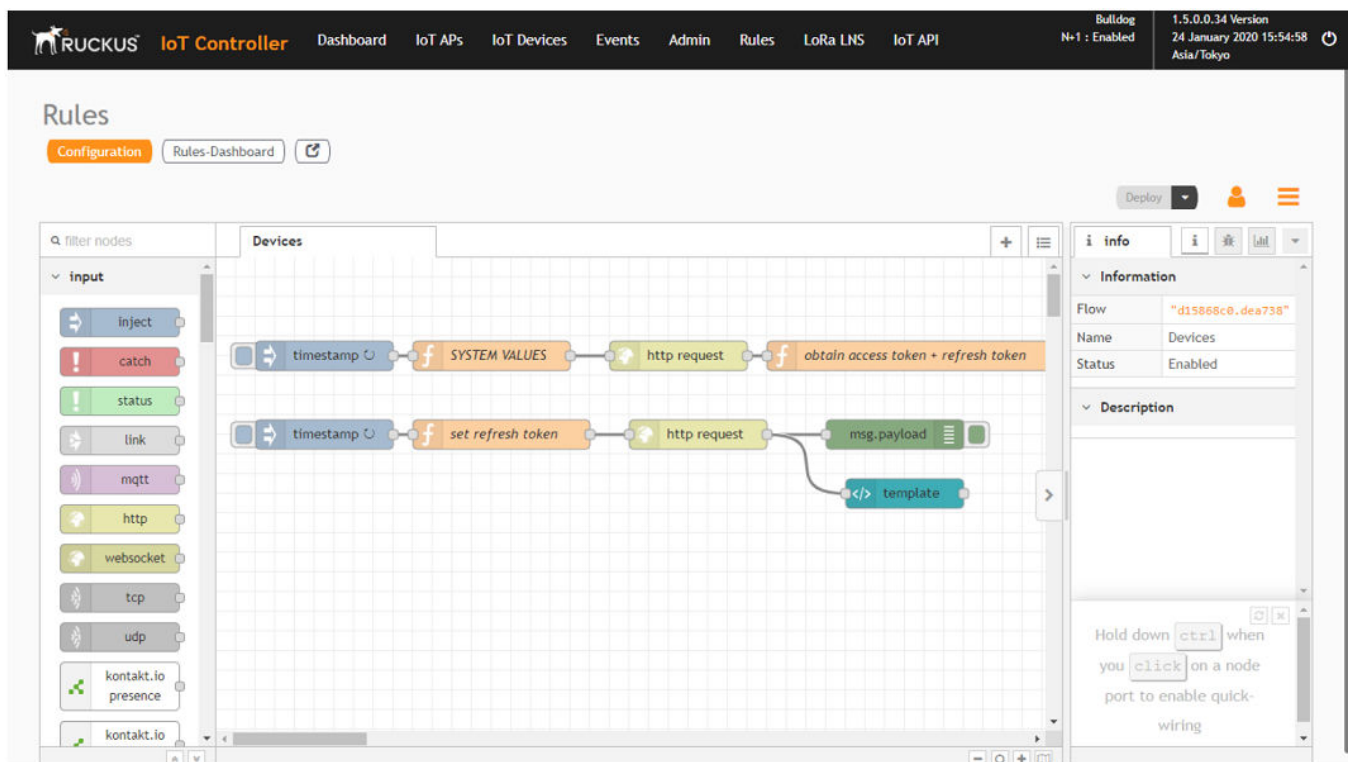 Bulldog
N+1 : Enabled
1.5.0.0.34 Version
24 January 2020 15:54:58
Asia/Tokyo
RUCKUS IoT Controller Dashboard IoT APs IoT Devices Events Admin Rules LoRa LNS IoT API
Rules
Configuration Rules-Dashboard
Deploy
filter nodes
Devices
i info
input
Information
inject
Flow "d15868c0.dea738"
Name Devices
Status Enabled
timestamp SYSTEM VALUES http request obtain access token + refresh token
catch
status
Description
timestamp set refresh token http request msg.payload
link
mqtt
template
http
websocket
tcp
udp
Hold down ctrl when
you click on a node
port to enable quick-
wiring
kontakt.io
presence
kontakt.io